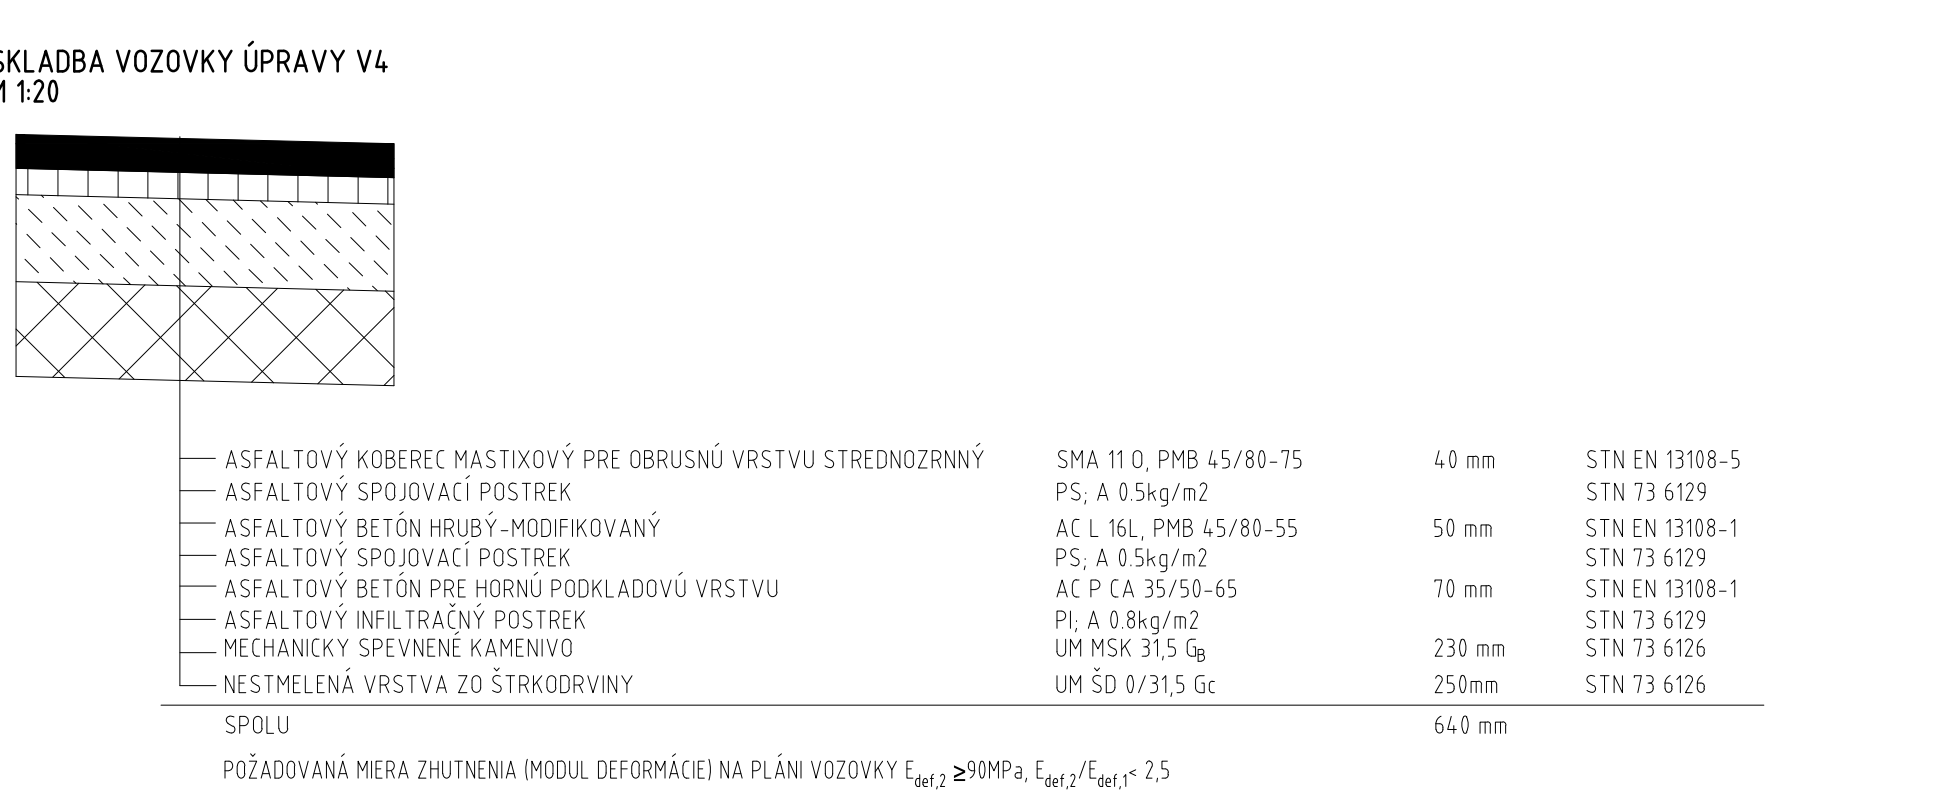 SKLADBA VOZOVKY ÚPRAVY V4
M 1:20
ASFALTOVÝ KOBEREC MASTIXOVÝ PRE OBRUSNÚ VRSTVU STREDNOZRNNÝ SMA 11 O, PMB 45/80-75 40 mm STN EN 13108-5
ASFALTOVÝ SPOJOVACÍ POSTREK PS; A 0.5kg/m2 STN 73 6129
ASFALTOVÝ BETÓN HRUBÝ-MODIFIKOVANÝ AC L 16L, PMB 45/80-55 50 mm STN EN 13108-1
ASFALTOVÝ SPOJOVACÍ POSTREK PS; A 0.5kg/m2 STN 73 6129
ASFALTOVÝ BETÓN PRE HORNÚ PODKLADOVÚ VRSTVU AC P CA 35/50-65 70 mm STN EN 13108-1
ASFALTOVÝ INFILTRAČNÝ POSTREK PI; A 0.8kg/m2 STN 73 6129
MECHANICKY SPEVNENÉ KAMENIVO UM MSK 31,5 GB 230 mm STN 73 6126
NESTMELENÁ VRSTVA ZO ŠTRKODRVINY UM ŠD 0/31,5 Gc 250mm STN 73 6126
SPOLU 640 mm
POŽADOVANÁ MIERA ZHUTNENIA (MODUL DEFORMÁCIE) NA PLÁNI VOZOVKY Edef,2 ≥90MPa, Edef,2/Edef,1< 2,5